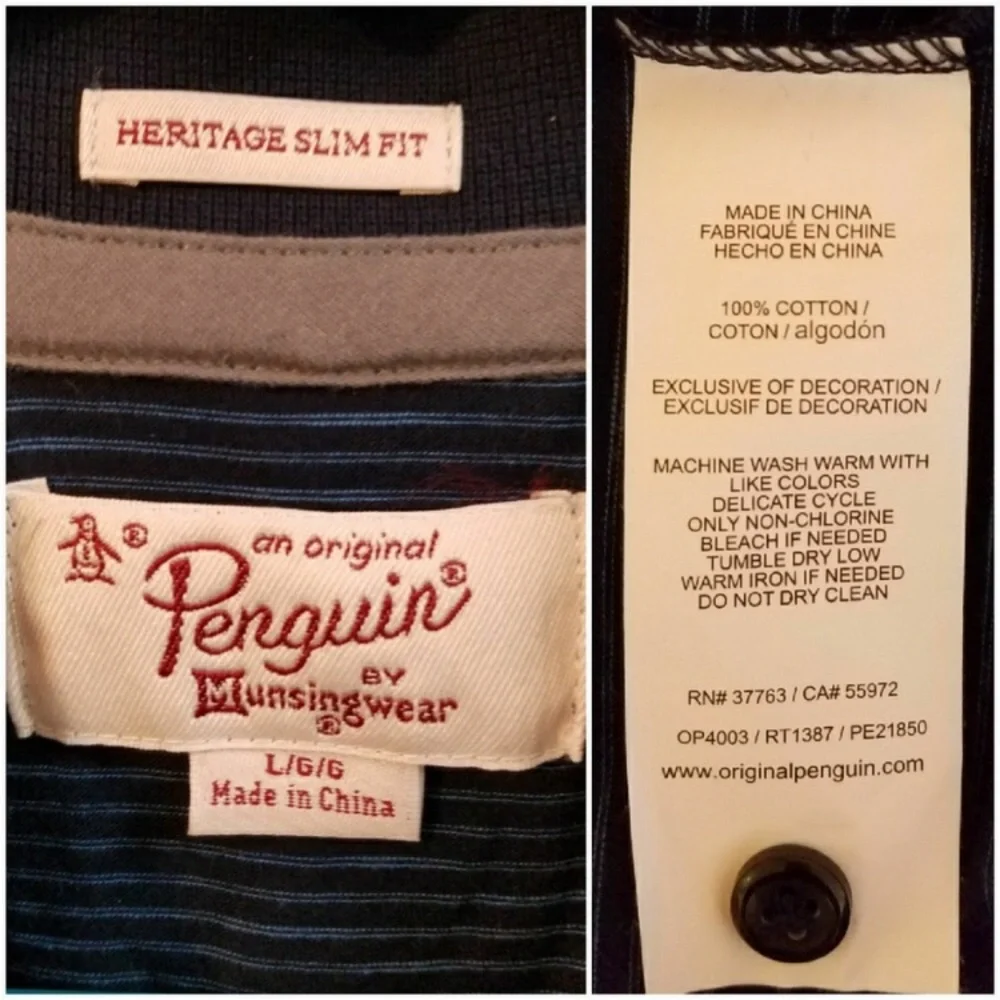 HERITAGE SLIM FIT
®
an original
Penguin®
BY
Munsingwear
®
L/G/G
Made in China
MADE IN CHINA
FABRIQUÉ EN CHINE
HECHO EN CHINA
100% COTTON /
COTON / algodón
EXCLUSIVE OF DECORATION /
EXCLUSIF DE DECORATION
MACHINE WASH WARM WITH
LIKE COLORS
DELICATE CYCLE
ONLY NON-CHLORINE
BLEACH IF NEEDED
TUMBLE DRY LOW
WARM IRON IF NEEDED
DO NOT DRY CLEAN
RN# 37763 / CA# 55972
OP4003 / RT1387 / PE21850
www.originalpenguin.com